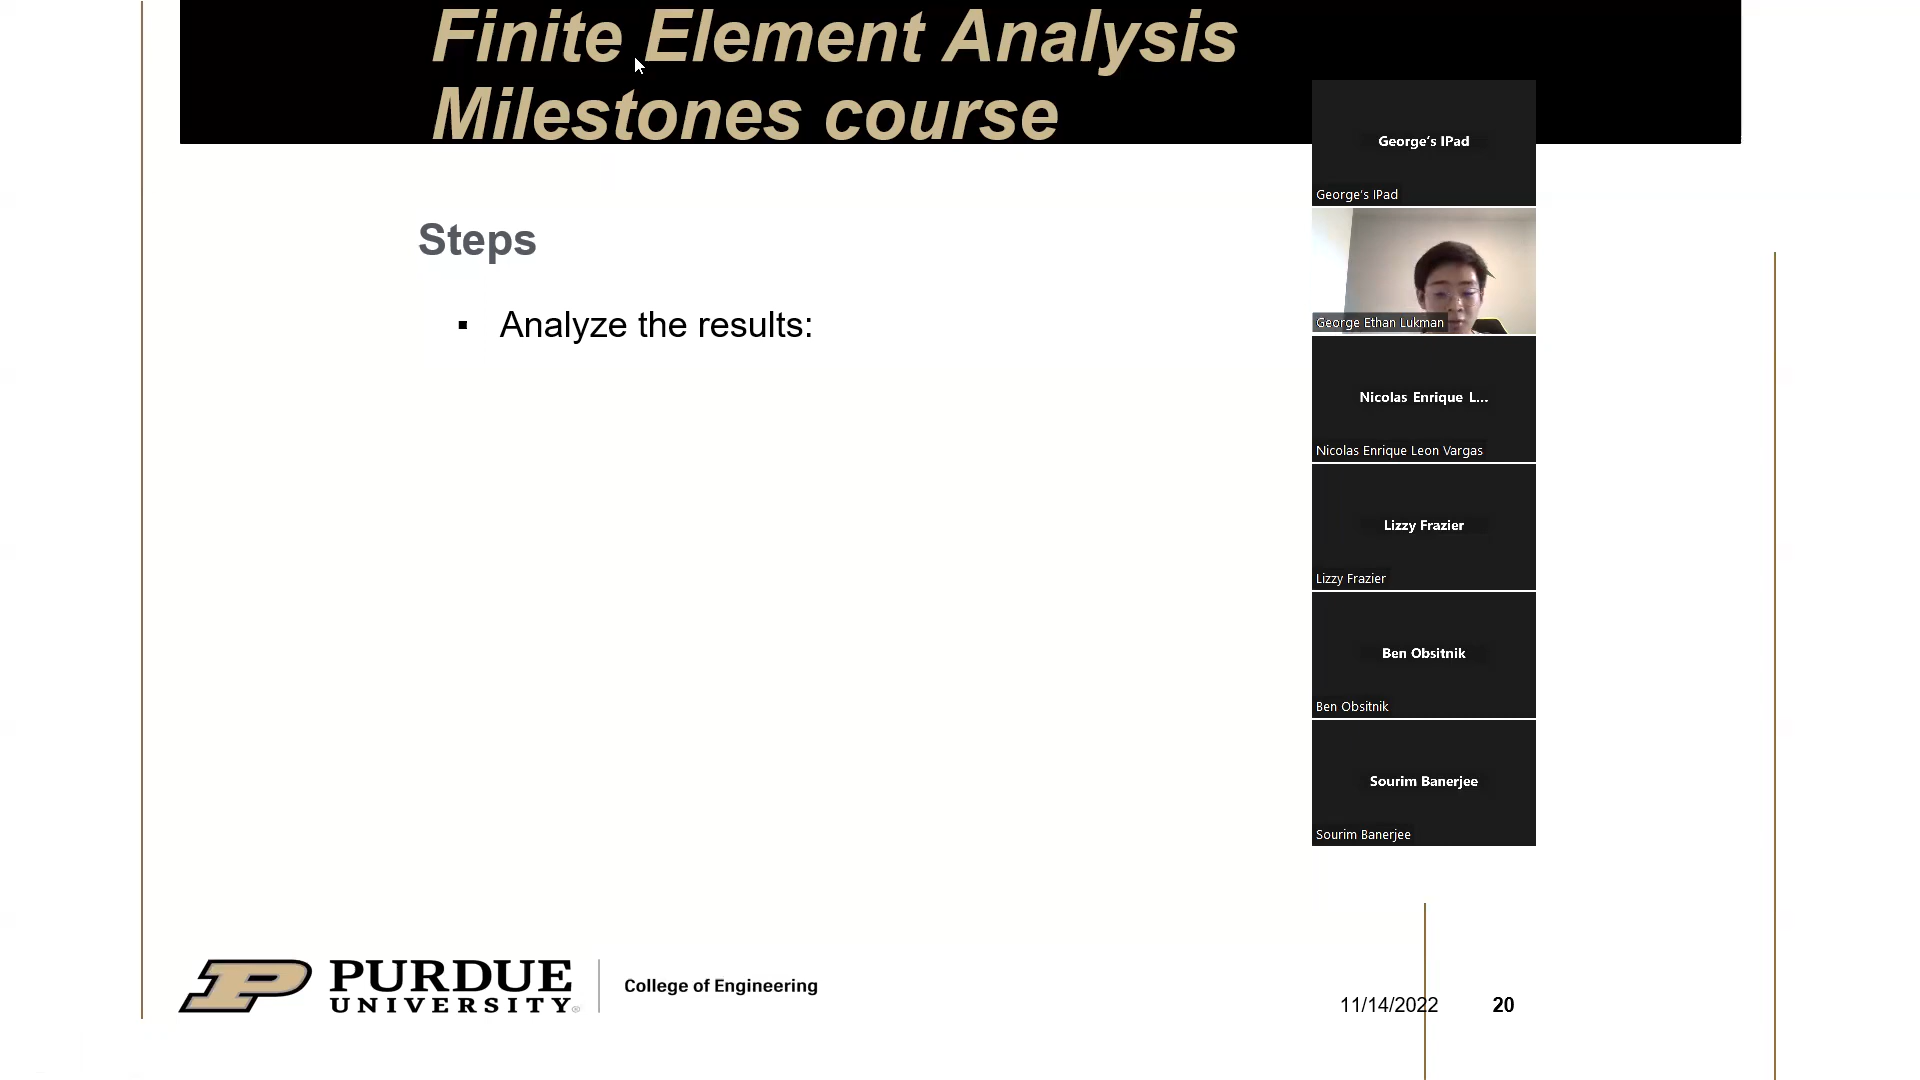 Finite Element Analysis
Milestones course
Steps
▪ Analyze the results:
George's IPad
George's IPad
George Ethan Lukman
Nicolas Enrique L...
Nicolas Enrique Leon Vargas
Lizzy Frazier
Lizzy Frazier
Ben Obsitnik
Ben Obsitnik
Sourim Banerjee
Sourim Banerjee
PURDUE
UNIVERSITY®
College of Engineering
11/14/2022
20